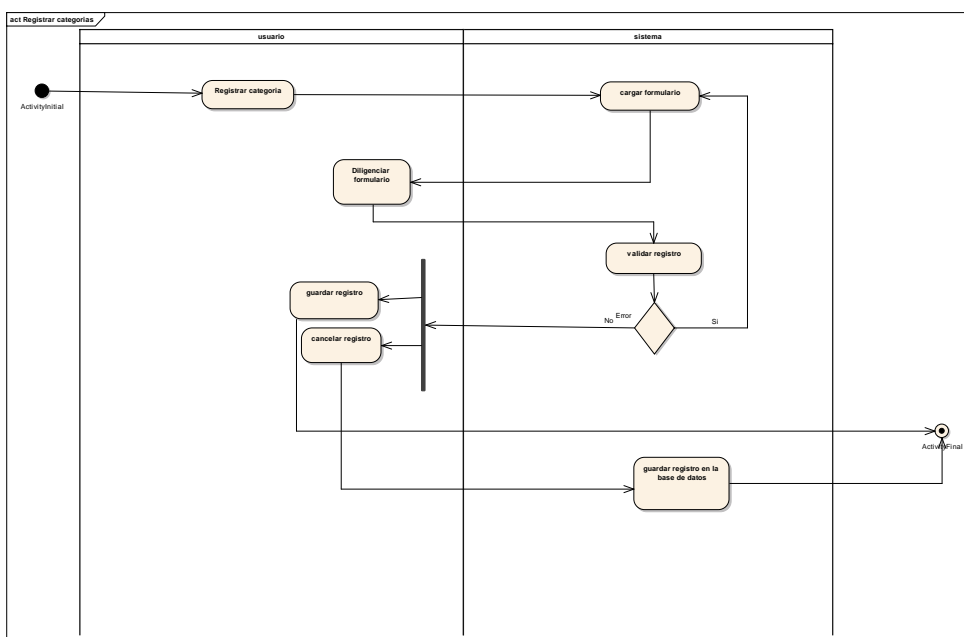 act Registrar categorias
usuario
sistema
ActivityInitial
Registrar categoria
cargar formulario
Diligenciar
formulario
validar registro
guardar registro
No
Error
Si
cancelar registro
ActivityFinal
guardar registro en la
base de datos